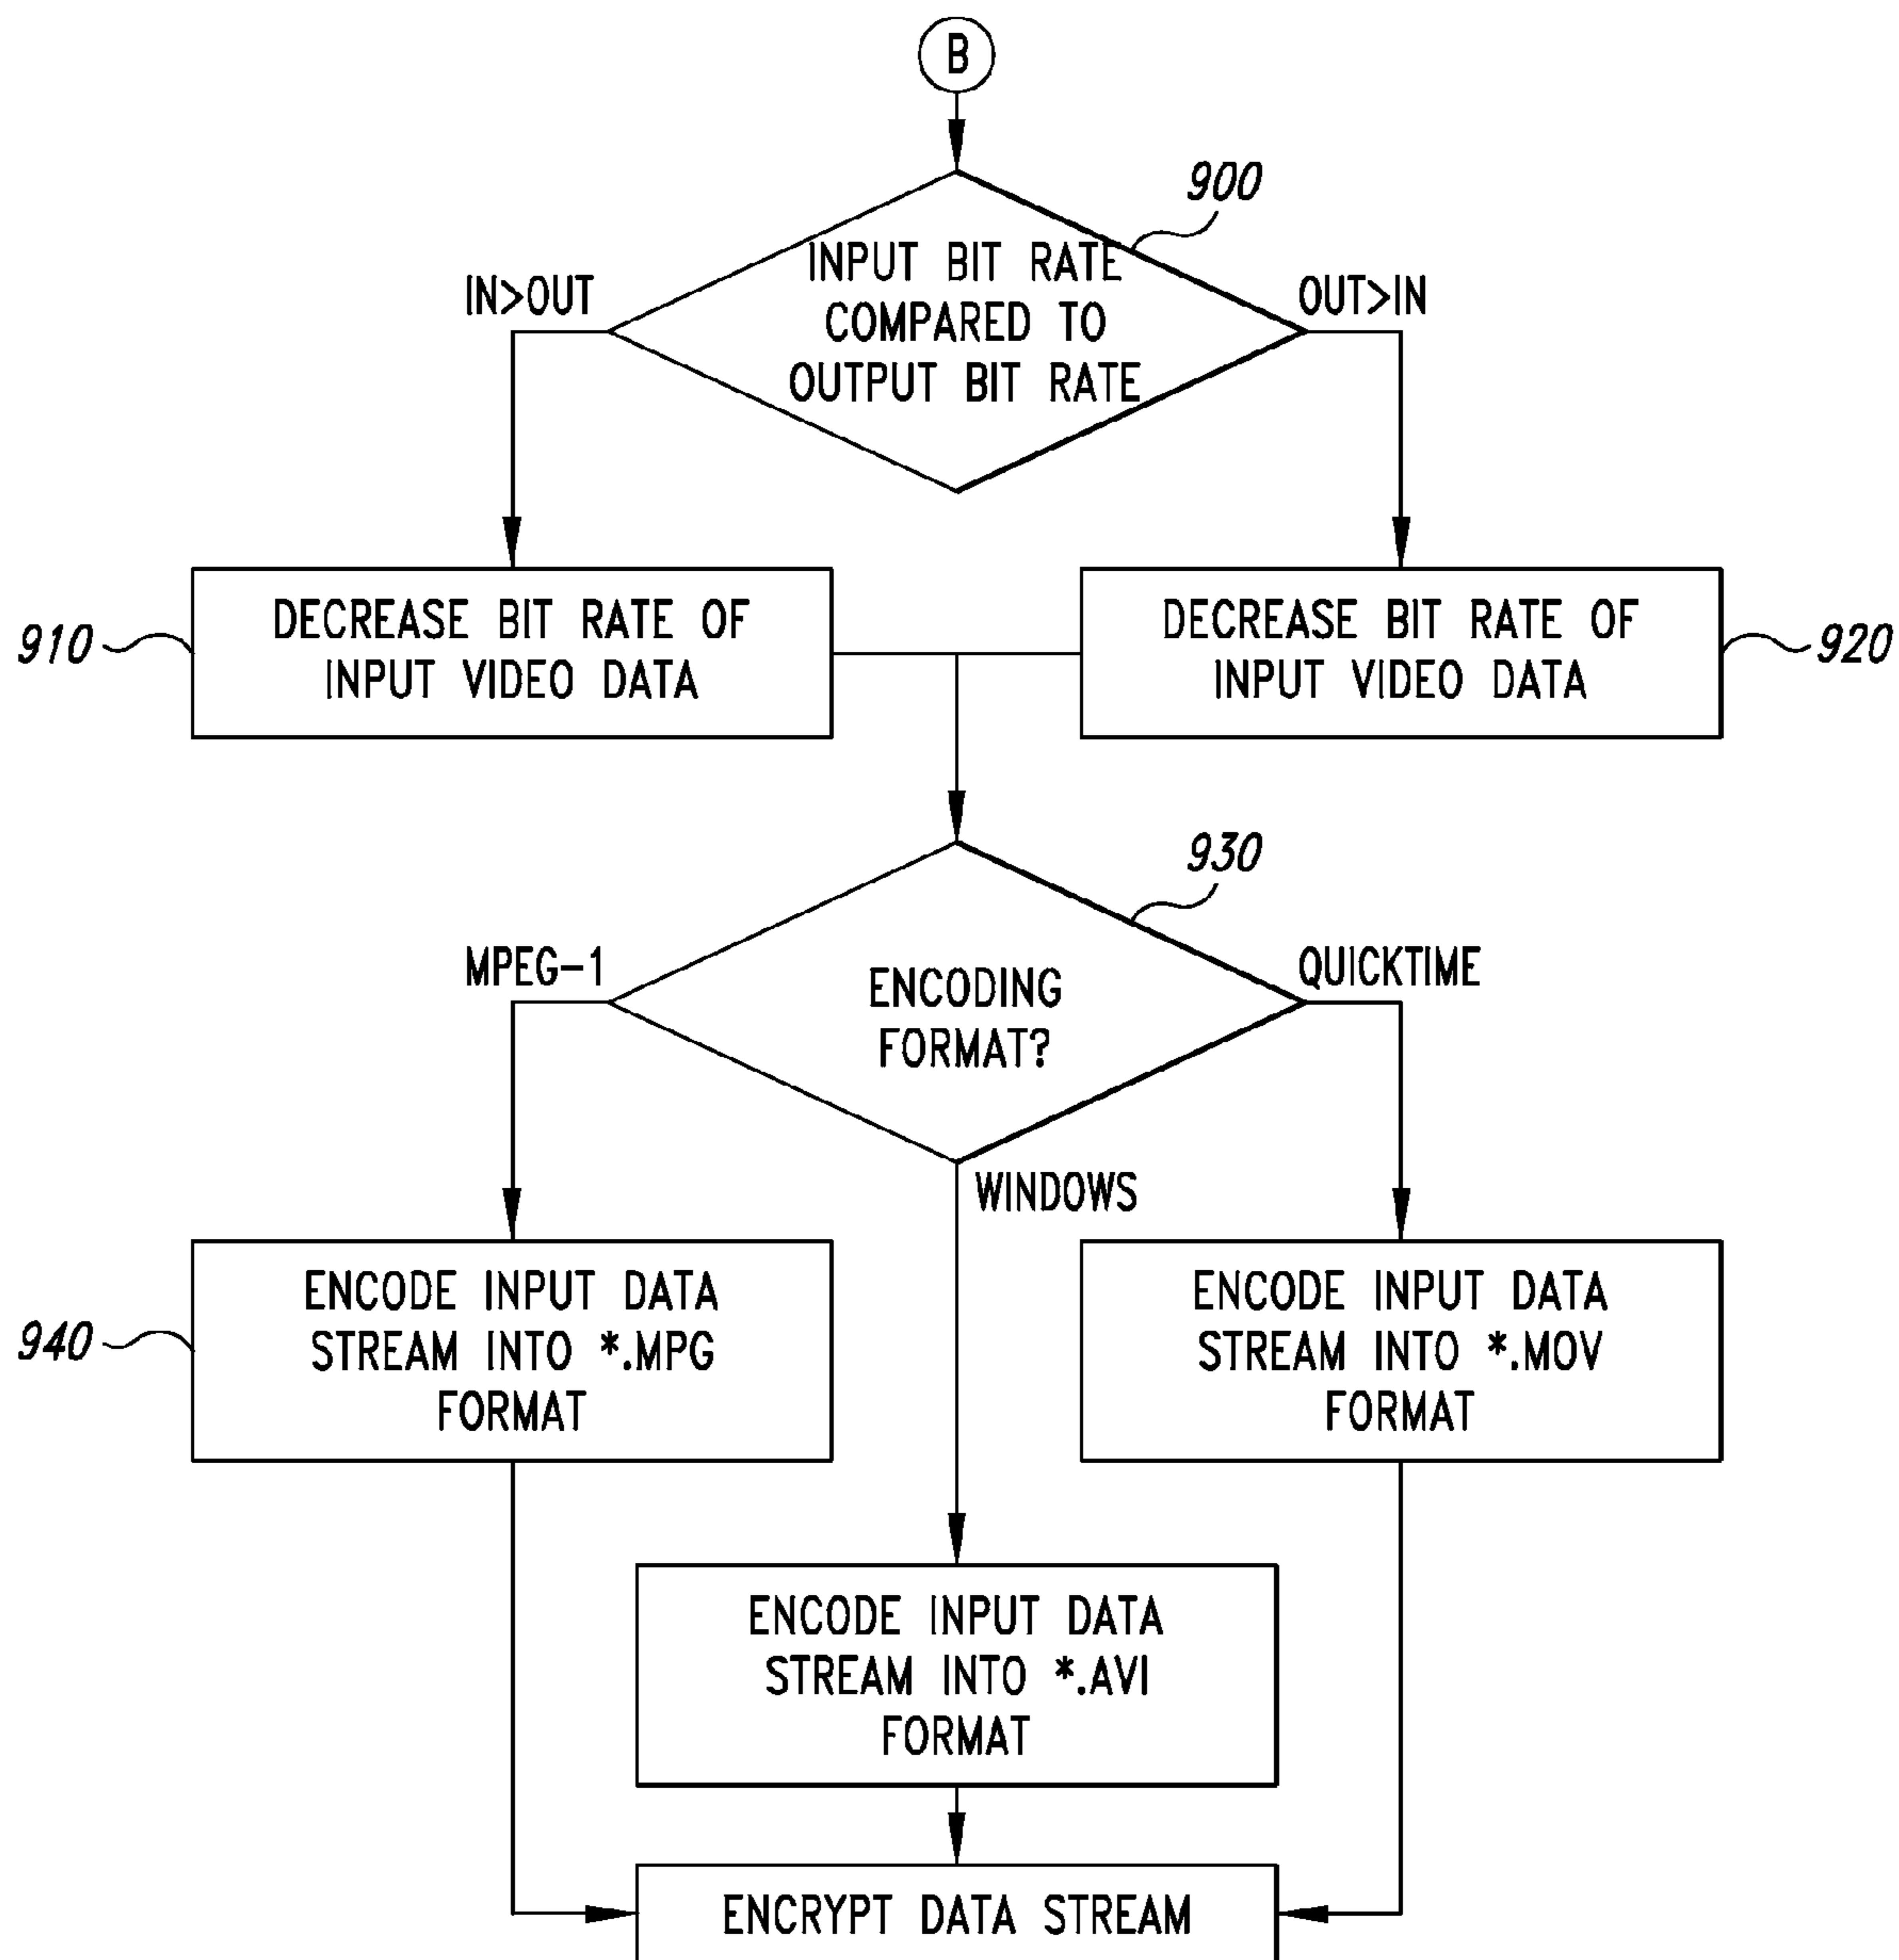 B
900
INPUT BIT RATE
COMPARED TO
OUTPUT BIT RATE
IN>OUT
OUT>IN
910
DECREASE BIT RATE OF
INPUT VIDEO DATA
DECREASE BIT RATE OF
INPUT VIDEO DATA
920
930
ENCODING
FORMAT?
MPEG-1
QUICKTIME
WINDOWS
940
ENCODE INPUT DATA
STREAM INTO *.MPG
FORMAT
ENCODE INPUT DATA
STREAM INTO *.MOV
FORMAT
ENCODE INPUT DATA
STREAM INTO *.AVI
FORMAT
ENCRYPT DATA STREAM